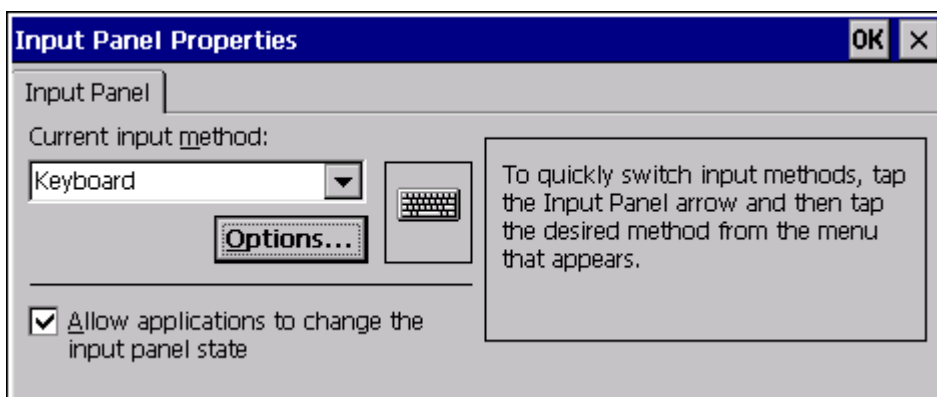 Input Panel Properties
OK ×
Input Panel
Current input method:
Keyboard
Options...
To quickly switch input methods, tap
the Input Panel arrow and then tap
the desired method from the menu
that appears.
Allow applications to change the
input panel state